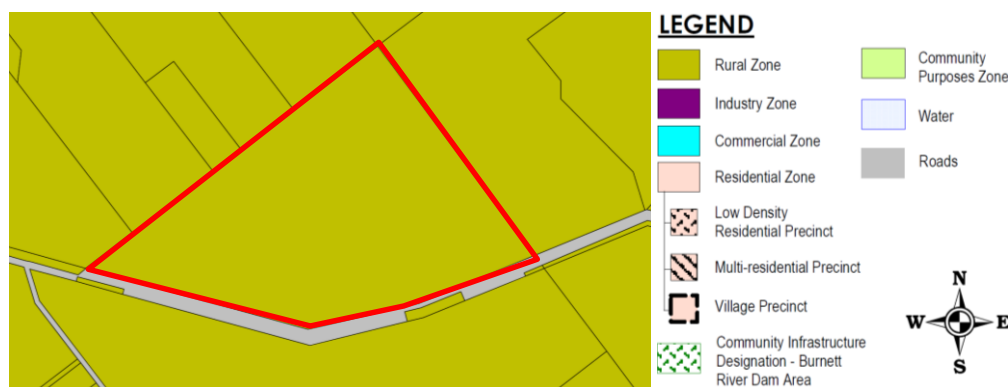 LEGEND
Rural Zone
Industry Zone
Commercial Zone
Residential Zone
Low Density
Residential Precinct
Multi-residential Precinct
Village Precinct
Community Infrastructure
Designation - Burnett
River Dam Area
Community
Purposes Zone
Water
Roads
N
W E
S